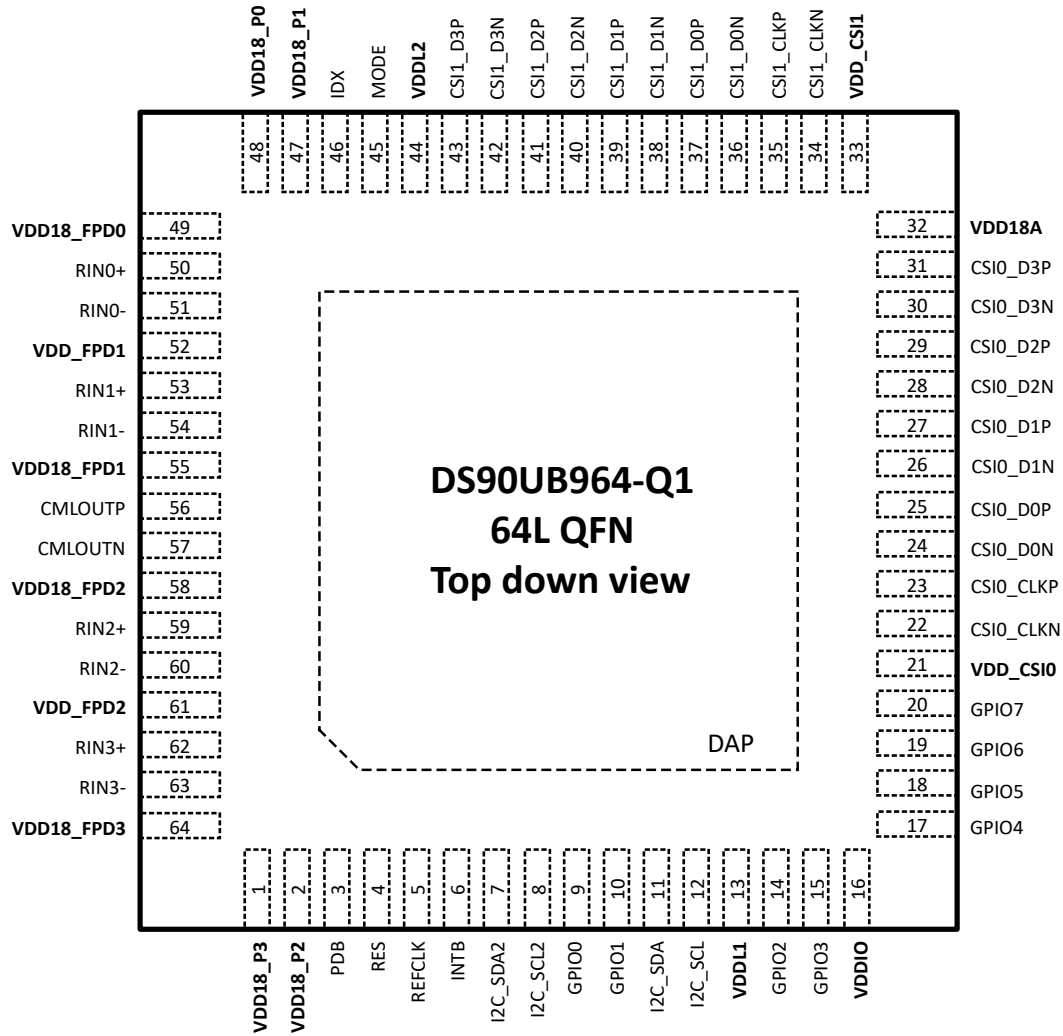 VDD18_P0
VDD18_P1
IDX
MODE
VDDL2
CSI1_D3P
CSI1_D3N
CSI1_D2P
CSI1_D2N
CSI1_D1P
CSI1_D1N
CSI1_D0P
CSI1_D0N
CSI1_CLKP
CSI1_CLKN
VDD_CSI1
48
47
46
45
44
43
42
41
40
39
38
37
36
35
34
33
VDD18_FPD0 49
RIN0+ 50
RIN0- 51
VDD_FPD1 52
RIN1+ 53
RIN1- 54
VDD18_FPD1 55
CMLOUTP 56
CMLOUTN 57
VDD18_FPD2 58
RIN2+ 59
RIN2- 60
VDD_FPD2 61
RIN3+ 62
RIN3- 63
VDD18_FPD3 64
DS90UB964-Q1
64L QFN
Top down view
DAP
32 VDD18A
31 CSI0_D3P
30 CSI0_D3N
29 CSI0_D2P
28 CSI0_D2N
27 CSI0_D1P
26 CSI0_D1N
25 CSI0_D0P
24 CSI0_D0N
23 CSI0_CLKP
22 CSI0_CLKN
21 VDD_CSI0
20 GPIO7
19 GPIO6
18 GPIO5
17 GPIO4
1
2
3
4
5
6
7
8
9
10
11
12
13
14
15
16
VDD18_P3
VDD18_P2
PDB
RES
REFCLK
INTB
I2C_SDA2
I2C_SCL2
GPIO0
GPIO1
I2C_SDA
I2C_SCL
VDDL1
GPIO2
GPIO3
VDDIO